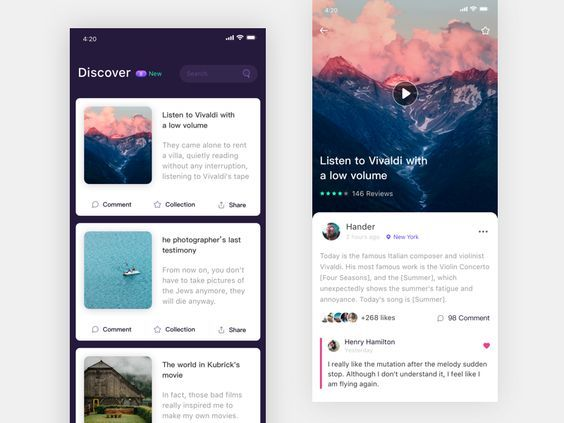 4:20
Discover
New
Search
Listen to Vivaldi with
a low volume
They came alone to rent
a villa, quietly reading
without any interruption,
listening to Vivaldi's tape
Comment
Collection
Share
he photographer's last
testimony
From now on, you don't
have to take pictures of
the Jews anymore, they
will die anyway.
Comment
Collection
Share
The world in Kubrick's
movie
In fact, those bad films
really inspired me to
make my own movies.
4:20
Listen to Vivaldi with
a low volume
146 Reviews
Hander
2 hours ago
New York
Today is the famous Italian composer and violinist
Vivaldi. His most famous work is the Violin Concerto
[Four Seasons], and the [Summer], which
unexpectedly shows the summer's fatigue and
annoyance. Today's song is [Summer].
+268 likes
98 Comment
Henry Hamilton
Yesterday
I really like the mutation after the melody sudden
stop. Although I don't understand it, I feel like I
am flying again.